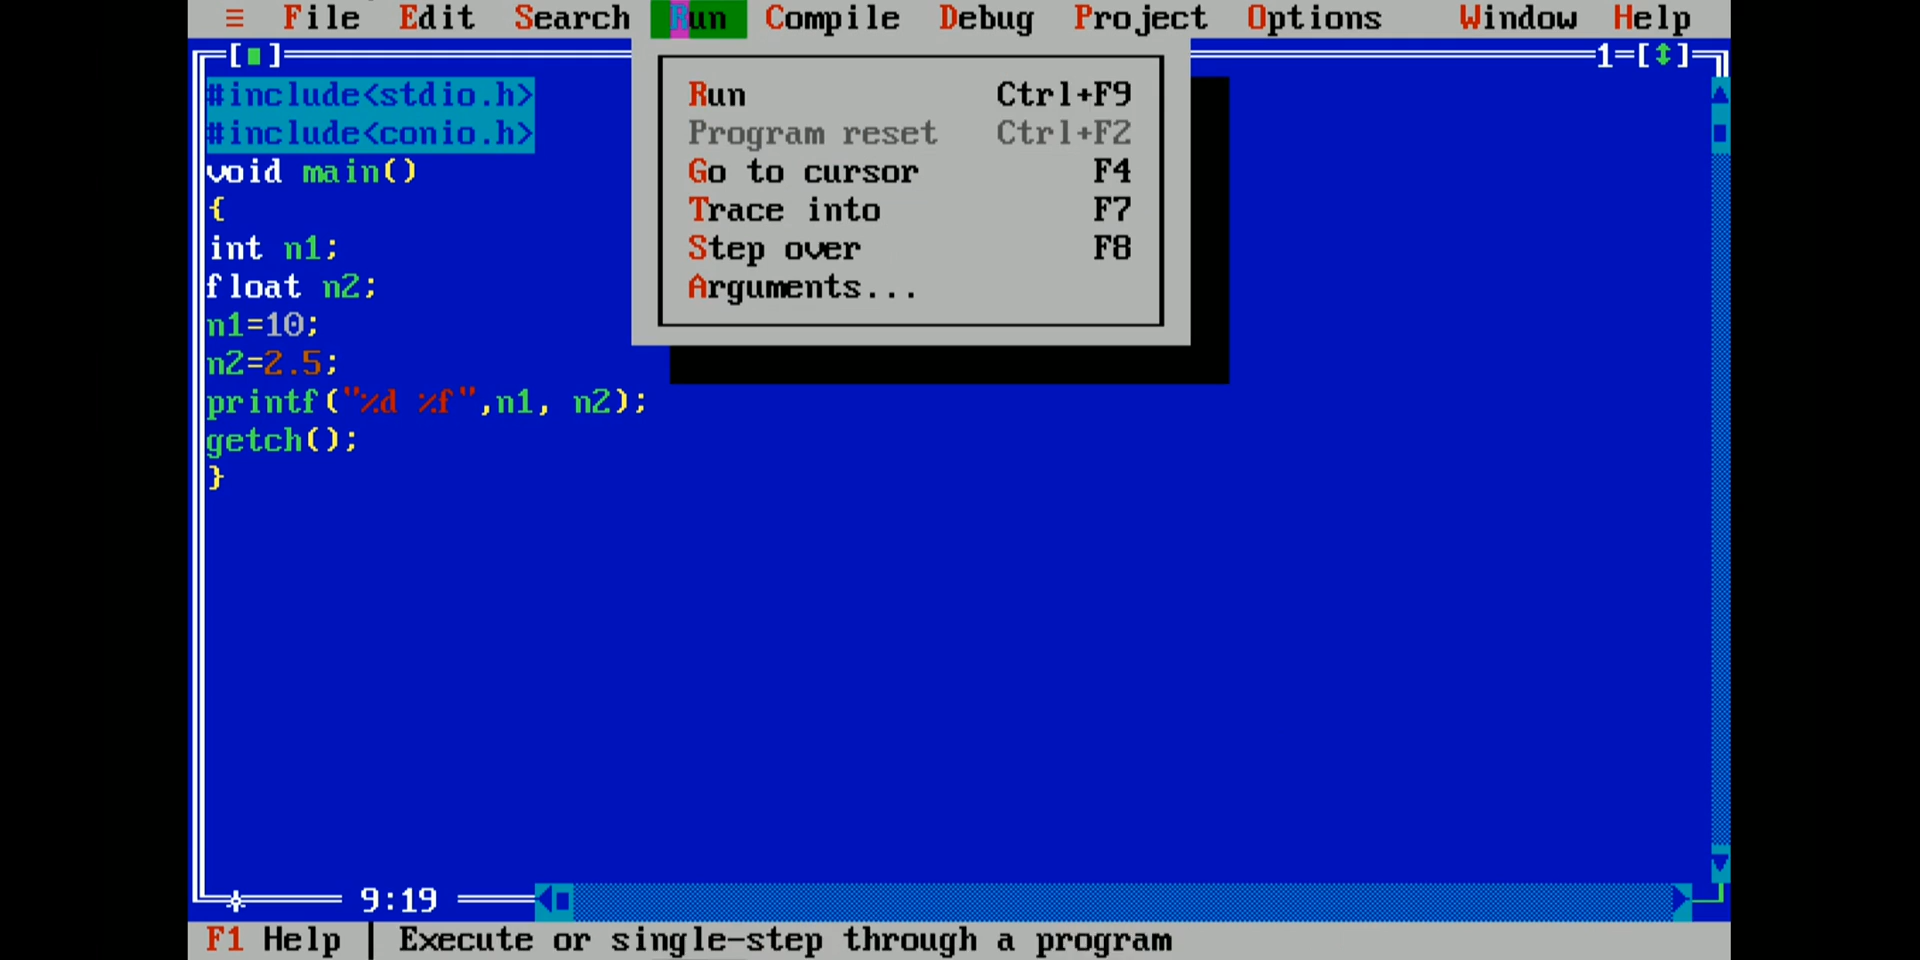 ≡ File Edit Search Run Compile Debug Project Options Window Help
[■] 1=[↕]
#include<stdio.h>
#include<conio.h>
void main()
{
int n1;
float n2;
n1=10;
n2=2.5;
printf("%d %f",n1, n2);
getch();
}
Run Ctrl+F9
Program reset Ctrl+F2
Go to cursor F4
Trace into F7
Step over F8
Arguments...
9:19
F1 Help | Execute or single-step through a program